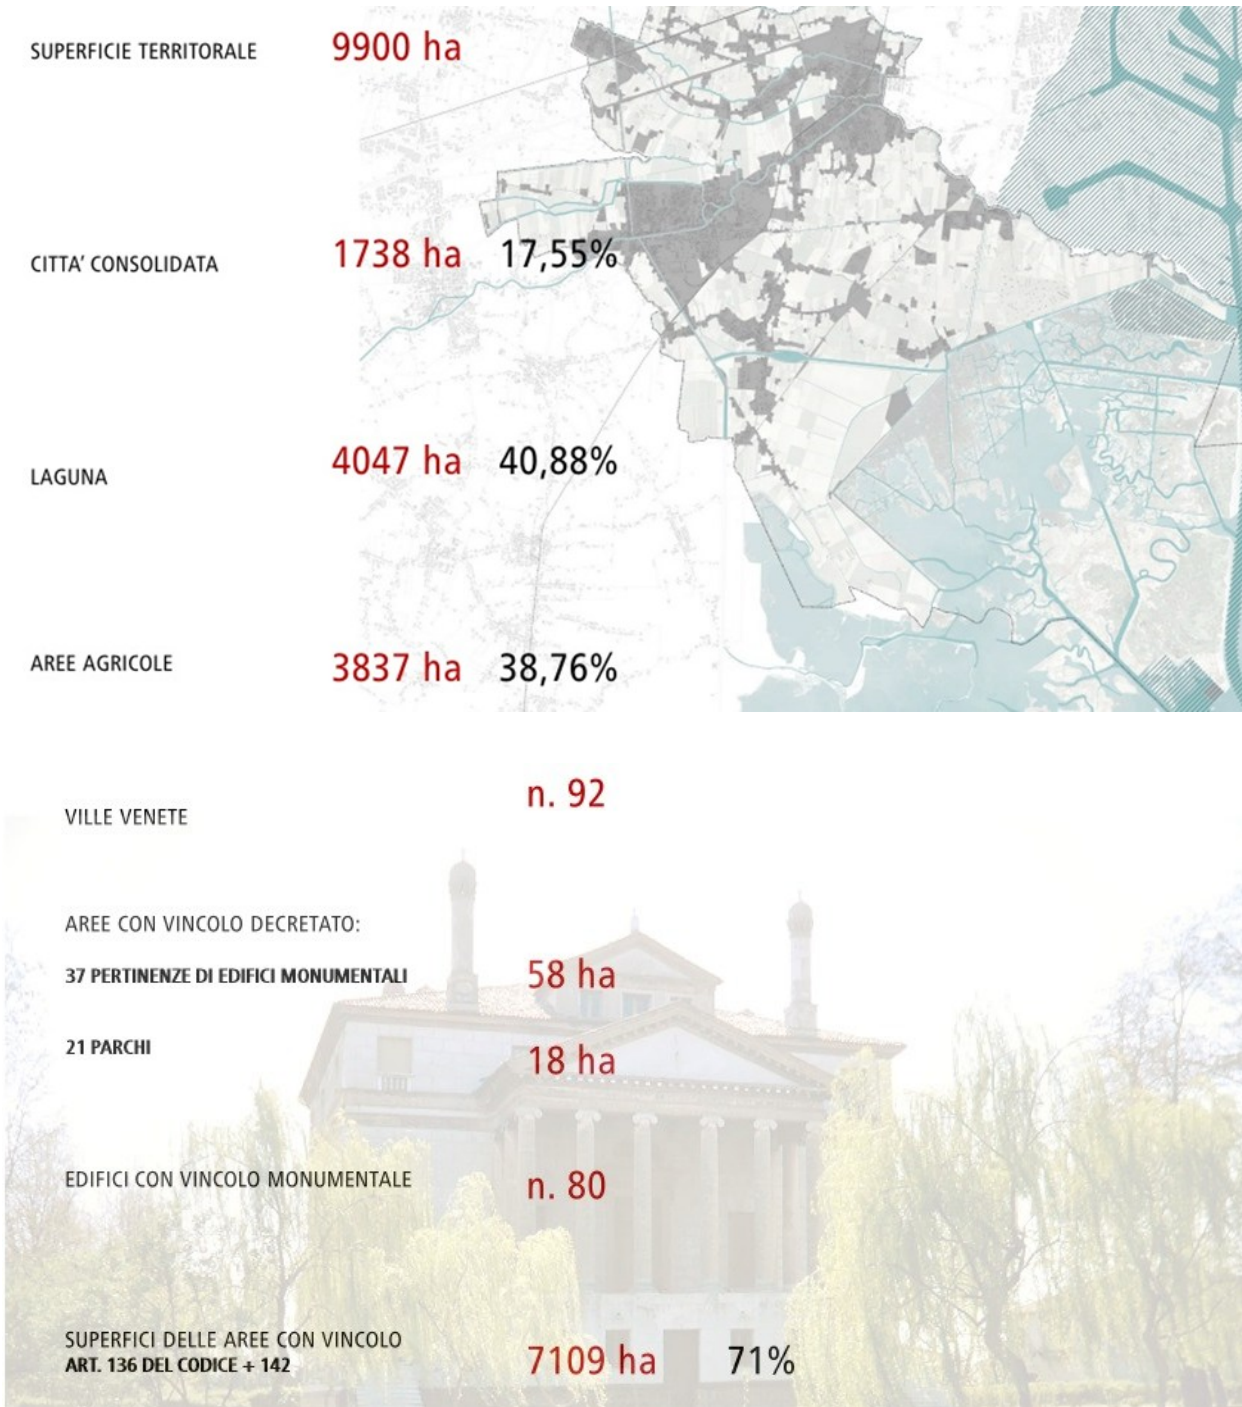 SUPERFICIE TERRITORALE 9900 ha
CITTA' CONSOLIDATA 1738 ha 17,55%
LAGUNA 4047 ha 40,88%
AREE AGRICOLE 3837 ha 38,76%
VILLE VENETE n. 92
AREE CON VINCOLO DECRETATO:
37 PERTINENZE DI EDIFICI MONUMENTALI 58 ha
21 PARCHI 18 ha
EDIFICI CON VINCOLO MONUMENTALE n. 80
SUPERFICI DELLE AREE CON VINCOLO
ART. 136 DEL CODICE + 142 7109 ha 71%